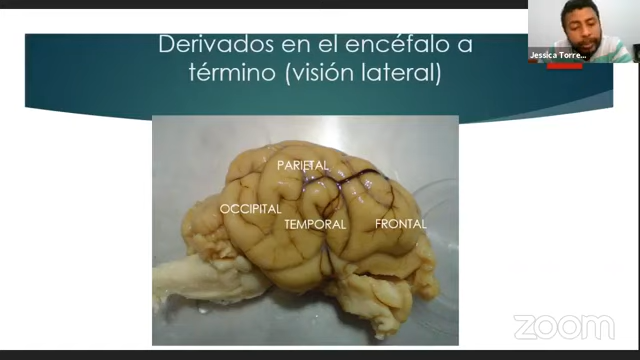 Derivados en el encéfalo a
término (visión lateral)
Jessica Torre...
PARIETAL
OCCIPITAL
TEMPORAL
FRONTAL
zoom